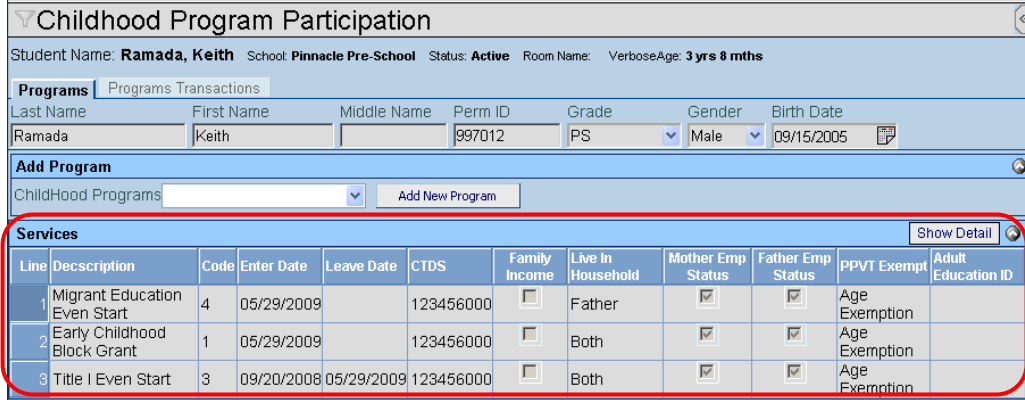 Childhood Program Participation
Student Name: Ramada, Keith School: Pinnacle Pre-School Status: Active Room Name: VerboseAge: 3 yrs 8 mths
Programs Programs Transactions
Last Name First Name Middle Name Perm ID Grade Gender Birth Date
Ramada Keith 997012 PS Male 09/15/2005
Add Program
ChildHood Programs Add New Program
Services Show Detail
Line Decscription Code Enter Date Leave Date CTDS Family Income Live In Household Mother Emp Status Father Emp Status PPVT Exempt Adult Education ID
1 Migrant Education Even Start 4 05/29/2009 123456000 Father Age Exemption
2 Early Childhood Block Grant 1 05/29/2009 123456000 Both Age Exemption
3 Title I Even Start 3 09/20/2008 05/29/2009 123456000 Both Age Exemption